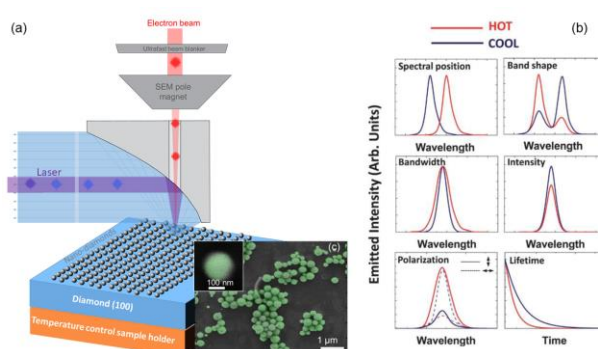 (a)
Electron beam
Ultrafast beam blanker
SEM pole
magnet
Laser
Diamond (100)
Temperature control sample holder
(c)
100 nm
1 µm
(b)
HOT
COOL
Emitted Intensity (Arb. Units)
Spectral position
Band shape
Wavelength
Wavelength
Bandwidth
Intensity
Wavelength
Wavelength
Polarization
Lifetime
Wavelength
Time